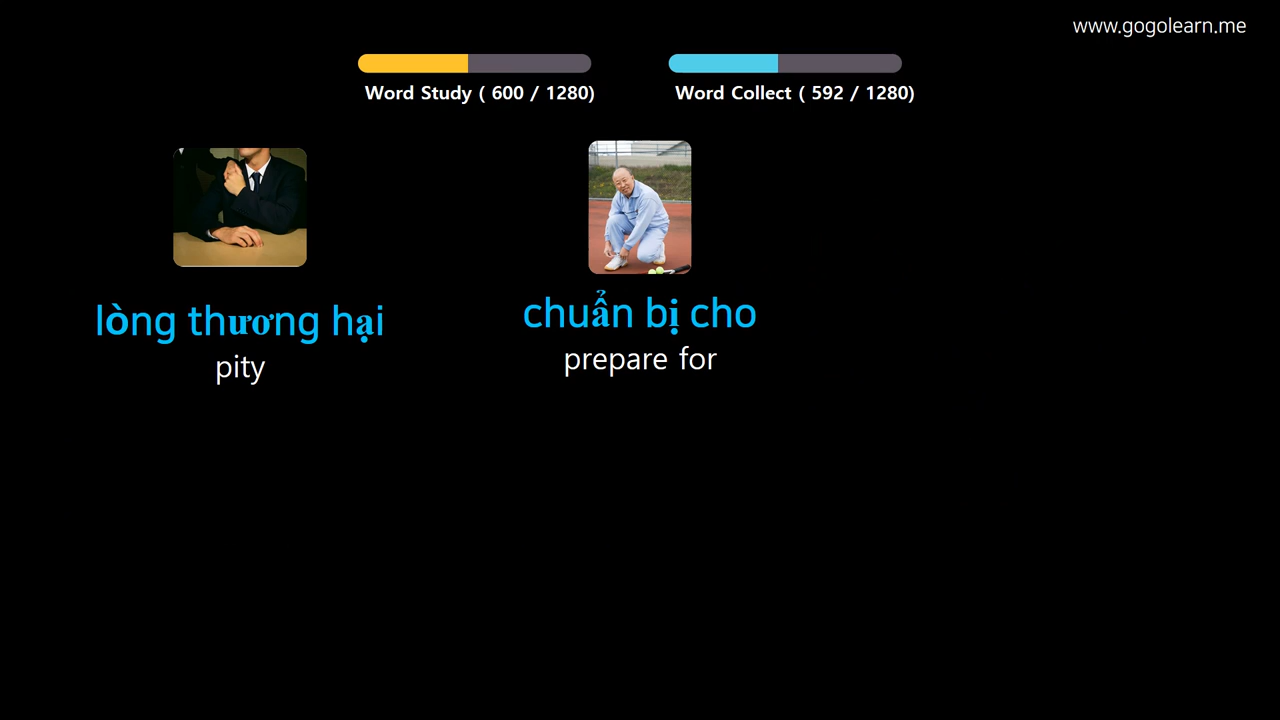 www.gogolearn.me
Word Study ( 600 / 1280)
Word Collect ( 592 / 1280)
lòng thương hại
pity
chuẩn bị cho
prepare for